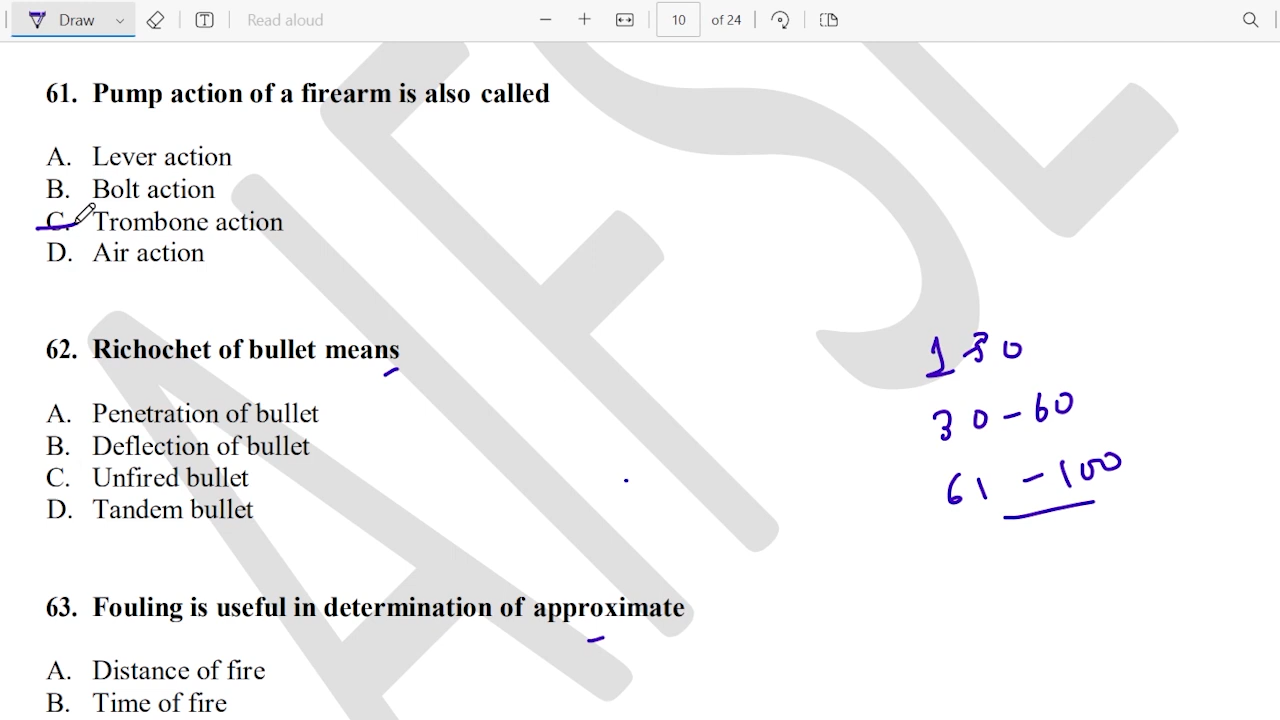 Draw
Read aloud
10 of 24
61. Pump action of a firearm is also called
A. Lever action
B. Bolt action
C. Trombone action
D. Air action
62. Richochet of bullet means
A. Penetration of bullet
B. Deflection of bullet
C. Unfired bullet
D. Tandem bullet
1 30
30 - 60
61 - 100
63. Fouling is useful in determination of approximate
A. Distance of fire
B. Time of fire
AIFSL